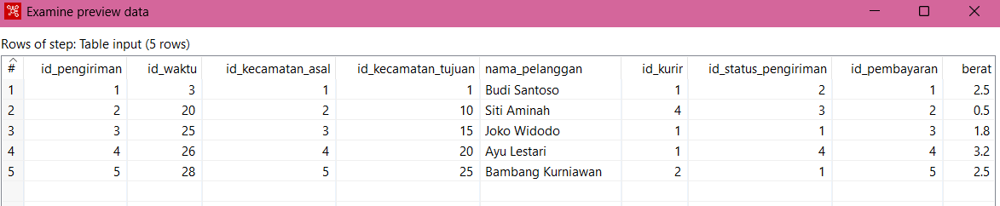 Examine preview data
Rows of step: Table input (5 rows)
# id_pengiriman id_waktu id_kecamatan_asal id_kecamatan_tujuan nama_pelanggan id_kurir id_status_pengiriman id_pembayaran berat
1 1 3 1 1 Budi Santoso 1 2 1 2.5
2 2 20 2 10 Siti Aminah 4 3 2 0.5
3 3 25 3 15 Joko Widodo 1 1 3 1.8
4 4 26 4 20 Ayu Lestari 1 4 4 3.2
5 5 28 5 25 Bambang Kurniawan 2 1 5 2.5